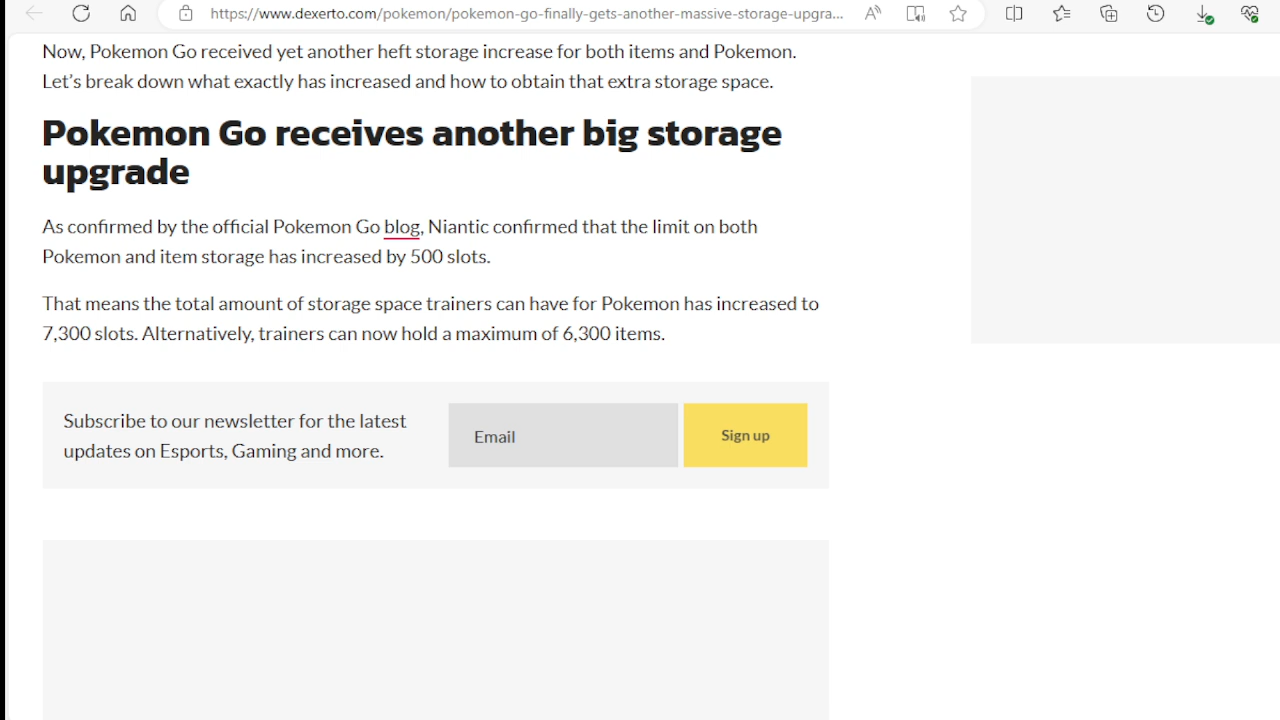 https://www.dexerto.com/pokemon/pokemon-go-finally-gets-another-massive-storage-upgra...
Now, Pokemon Go received yet another heft storage increase for both items and Pokemon.
Let’s break down what exactly has increased and how to obtain that extra storage space.
Pokemon Go receives another big storage
upgrade
As confirmed by the official Pokemon Go blog, Niantic confirmed that the limit on both
Pokemon and item storage has increased by 500 slots.
That means the total amount of storage space trainers can have for Pokemon has increased to
7,300 slots. Alternatively, trainers can now hold a maximum of 6,300 items.
Subscribe to our newsletter for the latest
updates on Esports, Gaming and more.
Email
Sign up